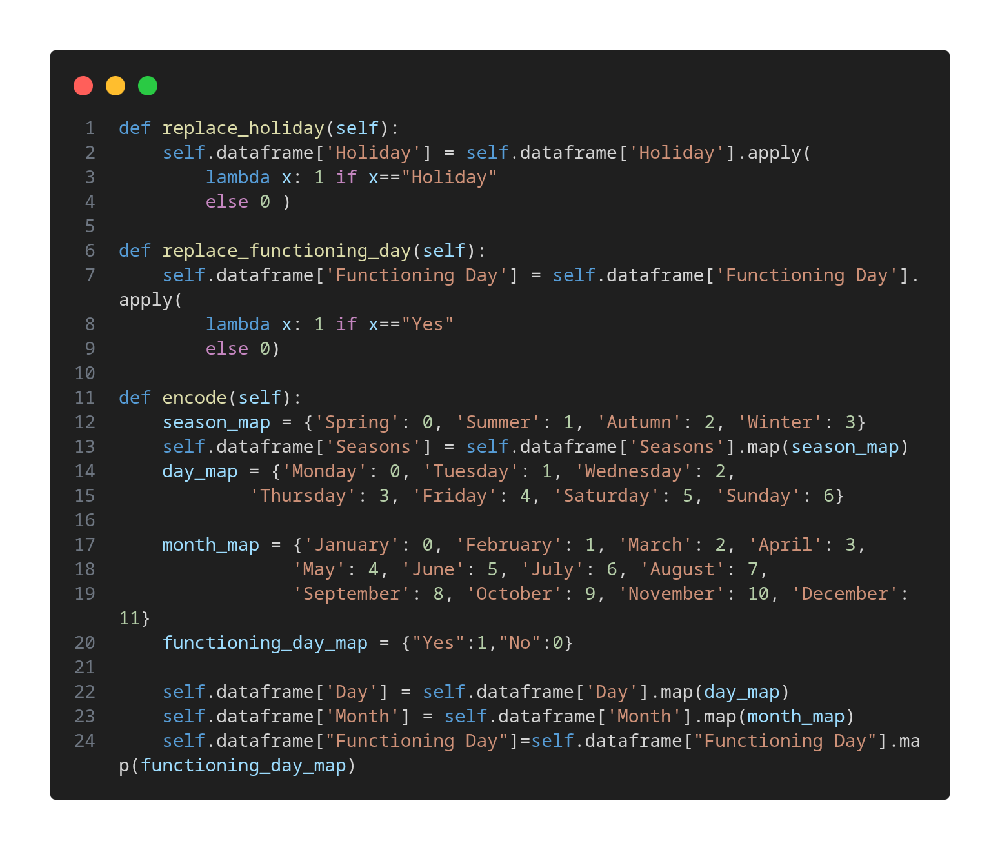 1 def replace_holiday(self):
2     self.dataframe['Holiday'] = self.dataframe['Holiday'].apply(
3         lambda x: 1 if x=="Holiday"
4         else 0 )
5
6 def replace_functioning_day(self):
7     self.dataframe['Functioning Day'] = self.dataframe['Functioning Day'].
apply(
8         lambda x: 1 if x=="Yes"
9         else 0)
10
11 def encode(self):
12     season_map = {'Spring': 0, 'Summer': 1, 'Autumn': 2, 'Winter': 3}
13     self.dataframe['Seasons'] = self.dataframe['Seasons'].map(season_map)
14     day_map = {'Monday': 0, 'Tuesday': 1, 'Wednesday': 2,
15             'Thursday': 3, 'Friday': 4, 'Saturday': 5, 'Sunday': 6}
16
17     month_map = {'January': 0, 'February': 1, 'March': 2, 'April': 3,
18                 'May': 4, 'June': 5, 'July': 6, 'August': 7,
19                 'September': 8, 'October': 9, 'November': 10, 'December':
11}
20     functioning_day_map = {"Yes":1,"No":0}
21
22     self.dataframe['Day'] = self.dataframe['Day'].map(day_map)
23     self.dataframe['Month'] = self.dataframe['Month'].map(month_map)
24     self.dataframe["Functioning Day"]=self.dataframe["Functioning Day"].ma
p(functioning_day_map)